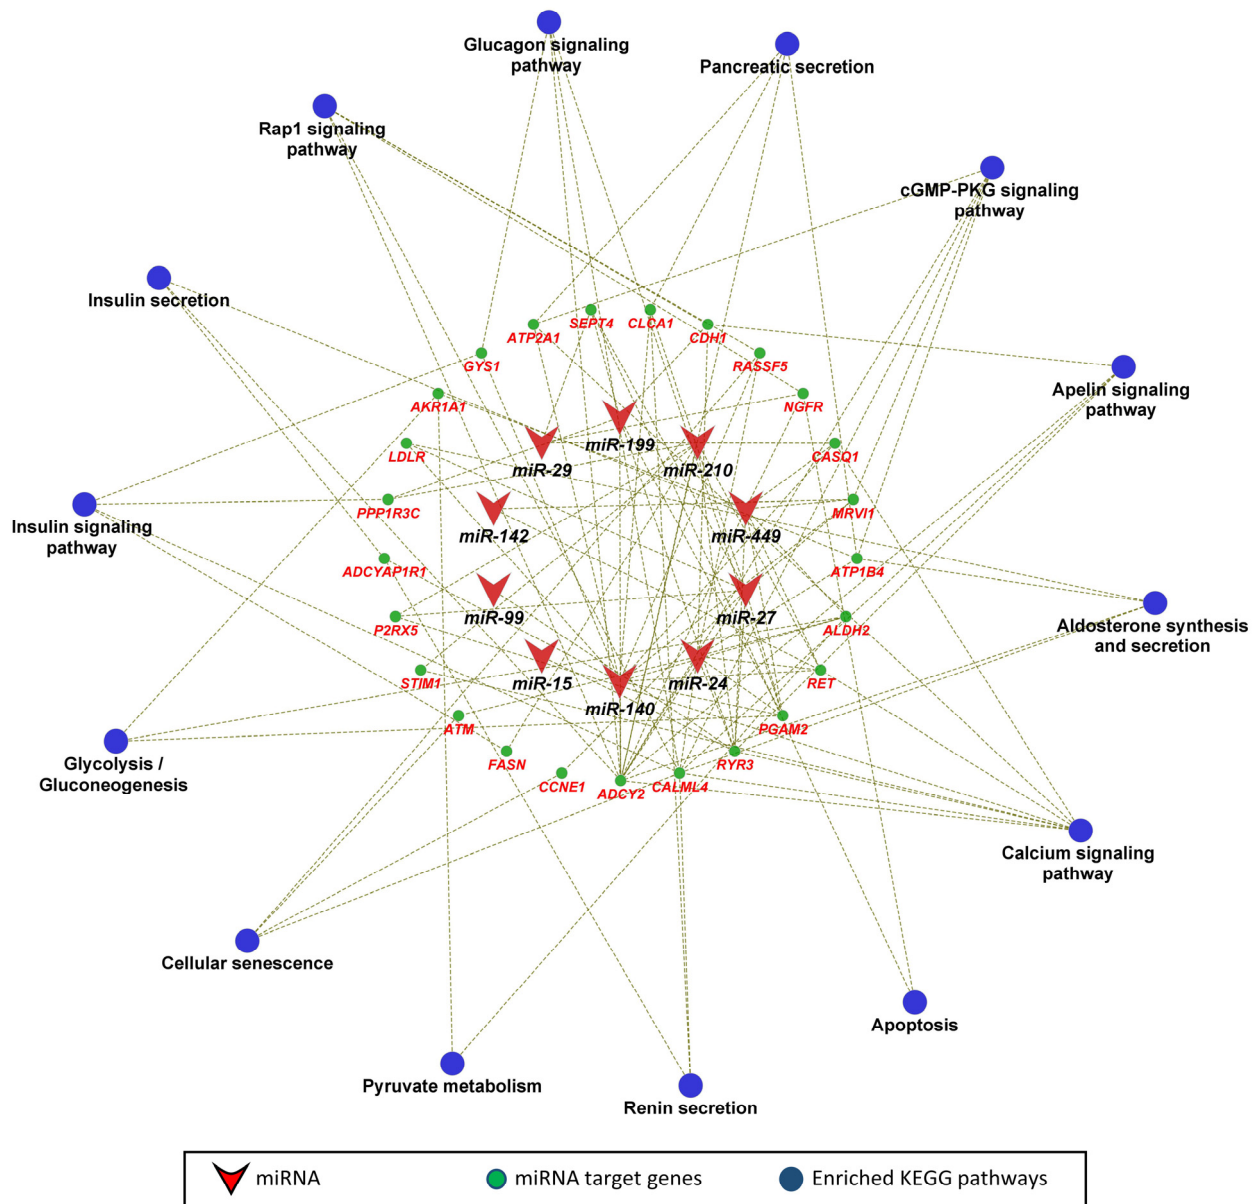 Glucagon signaling
pathway
Pancreatic secretion
Rap1 signaling
pathway
cGMP-PKG signaling
pathway
Insulin secretion
Apelin signaling
pathway
Insulin signaling
pathway
Aldosterone synthesis
and secretion
Glycolysis /
Gluconeogenesis
Calcium signaling
pathway
Cellular senescence
Apoptosis
Pyruvate metabolism
Renin secretion
SEPT4
CLCA1
ATP2A1
CDH1
GYS1
RASSF5
AKR1A1
NGFR
LDLR
CASQ1
PPP1R3C
MRVI1
ADCYAP1R1
ATP1B4
P2RX5
ALDH2
STIM1
RET
ATM
PGAM2
FASN
RYR3
CCNE1
ADCY2
CALML4
miR-199
miR-29
miR-210
miR-142
miR-449
miR-99
miR-27
miR-15
miR-24
miR-140
miRNA
miRNA target genes
Enriched KEGG pathways